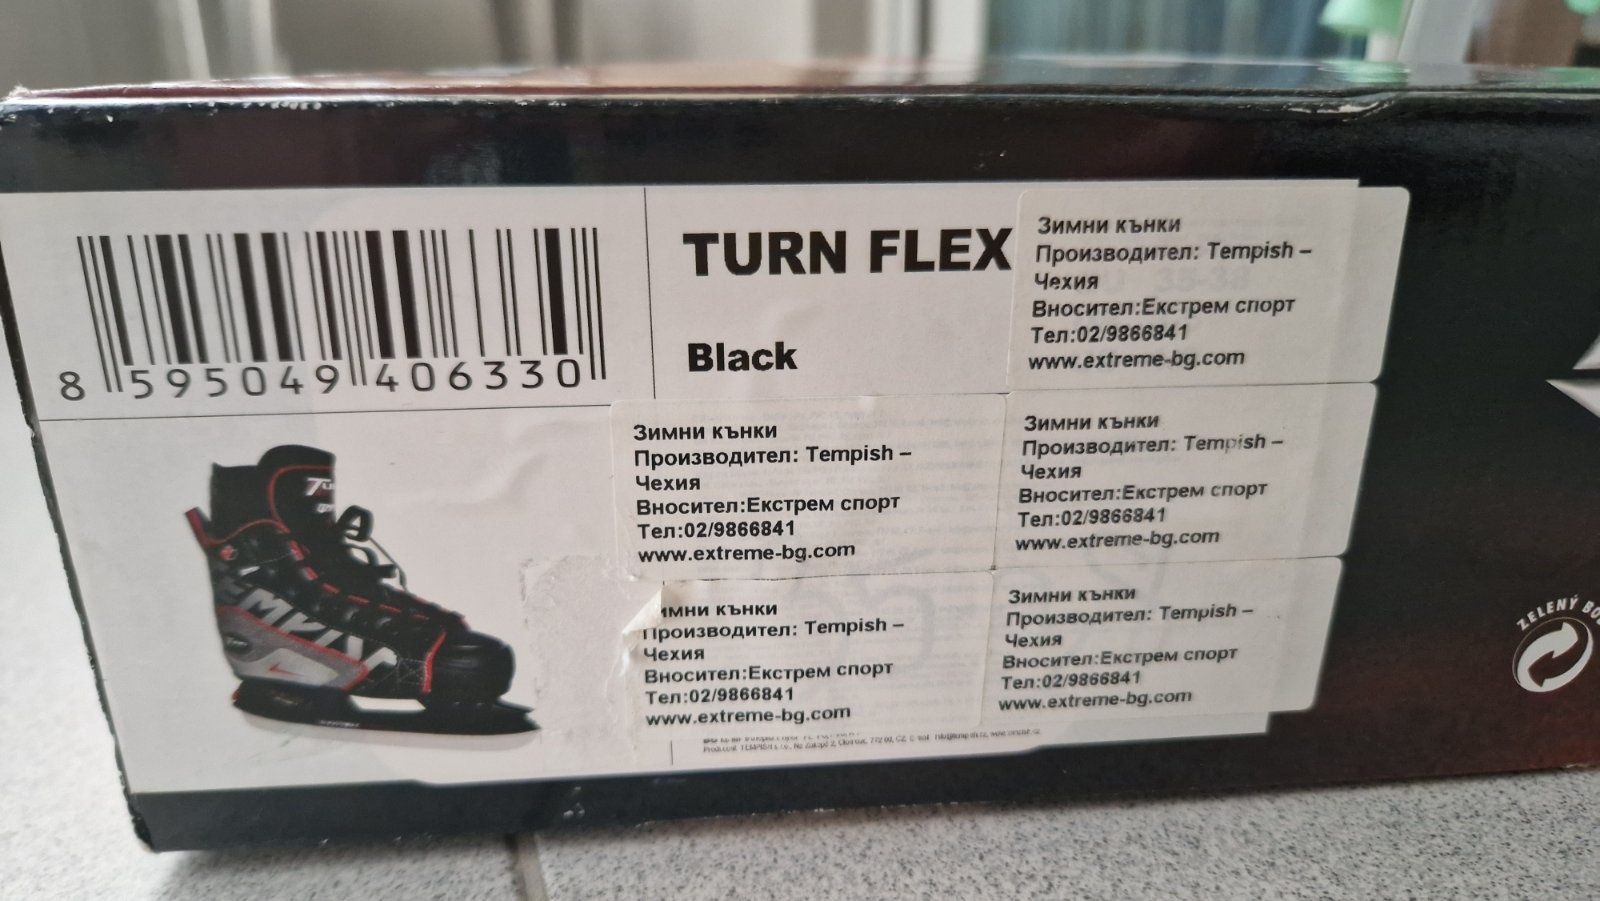 TURN FLEX
Black
8 595049 406330
Зимни кънки
Производител: Tempish –
Чехия
Вносител:Екстрем спорт
Тел:02/9866841
www.extreme-bg.com
Зимни кънки
Производител: Tempish –
Чехия
Вносител:Екстрем спорт
Тел:02/9866841
www.extreme-bg.com
Зимни кънки
Производител: Tempish –
Чехия
Вносител:Екстрем спорт
Тел:02/9866841
www.extreme-bg.com
имни кънки
Производител: Tempish –
Чехия
Вносител:Екстрем спорт
Тел:02/9866841
www.extreme-bg.com
Зимни кънки
Производител: Tempish –
Чехия
Вносител:Екстрем спорт
Тел:02/9866841
www.extreme-bg.com
ZELENÝ